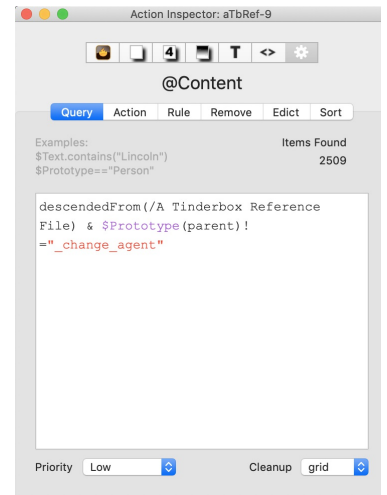 Action Inspector: aTbRef-9
4 T <>
@Content
Query Action Rule Remove Edict Sort
Examples: Items Found
$Text.contains("Lincoln") 2509
$Prototype=="Person"
descendedFrom(/A Tinderbox Reference
File) & $Prototype(parent)!
="_change_agent"
Priority Low Cleanup grid